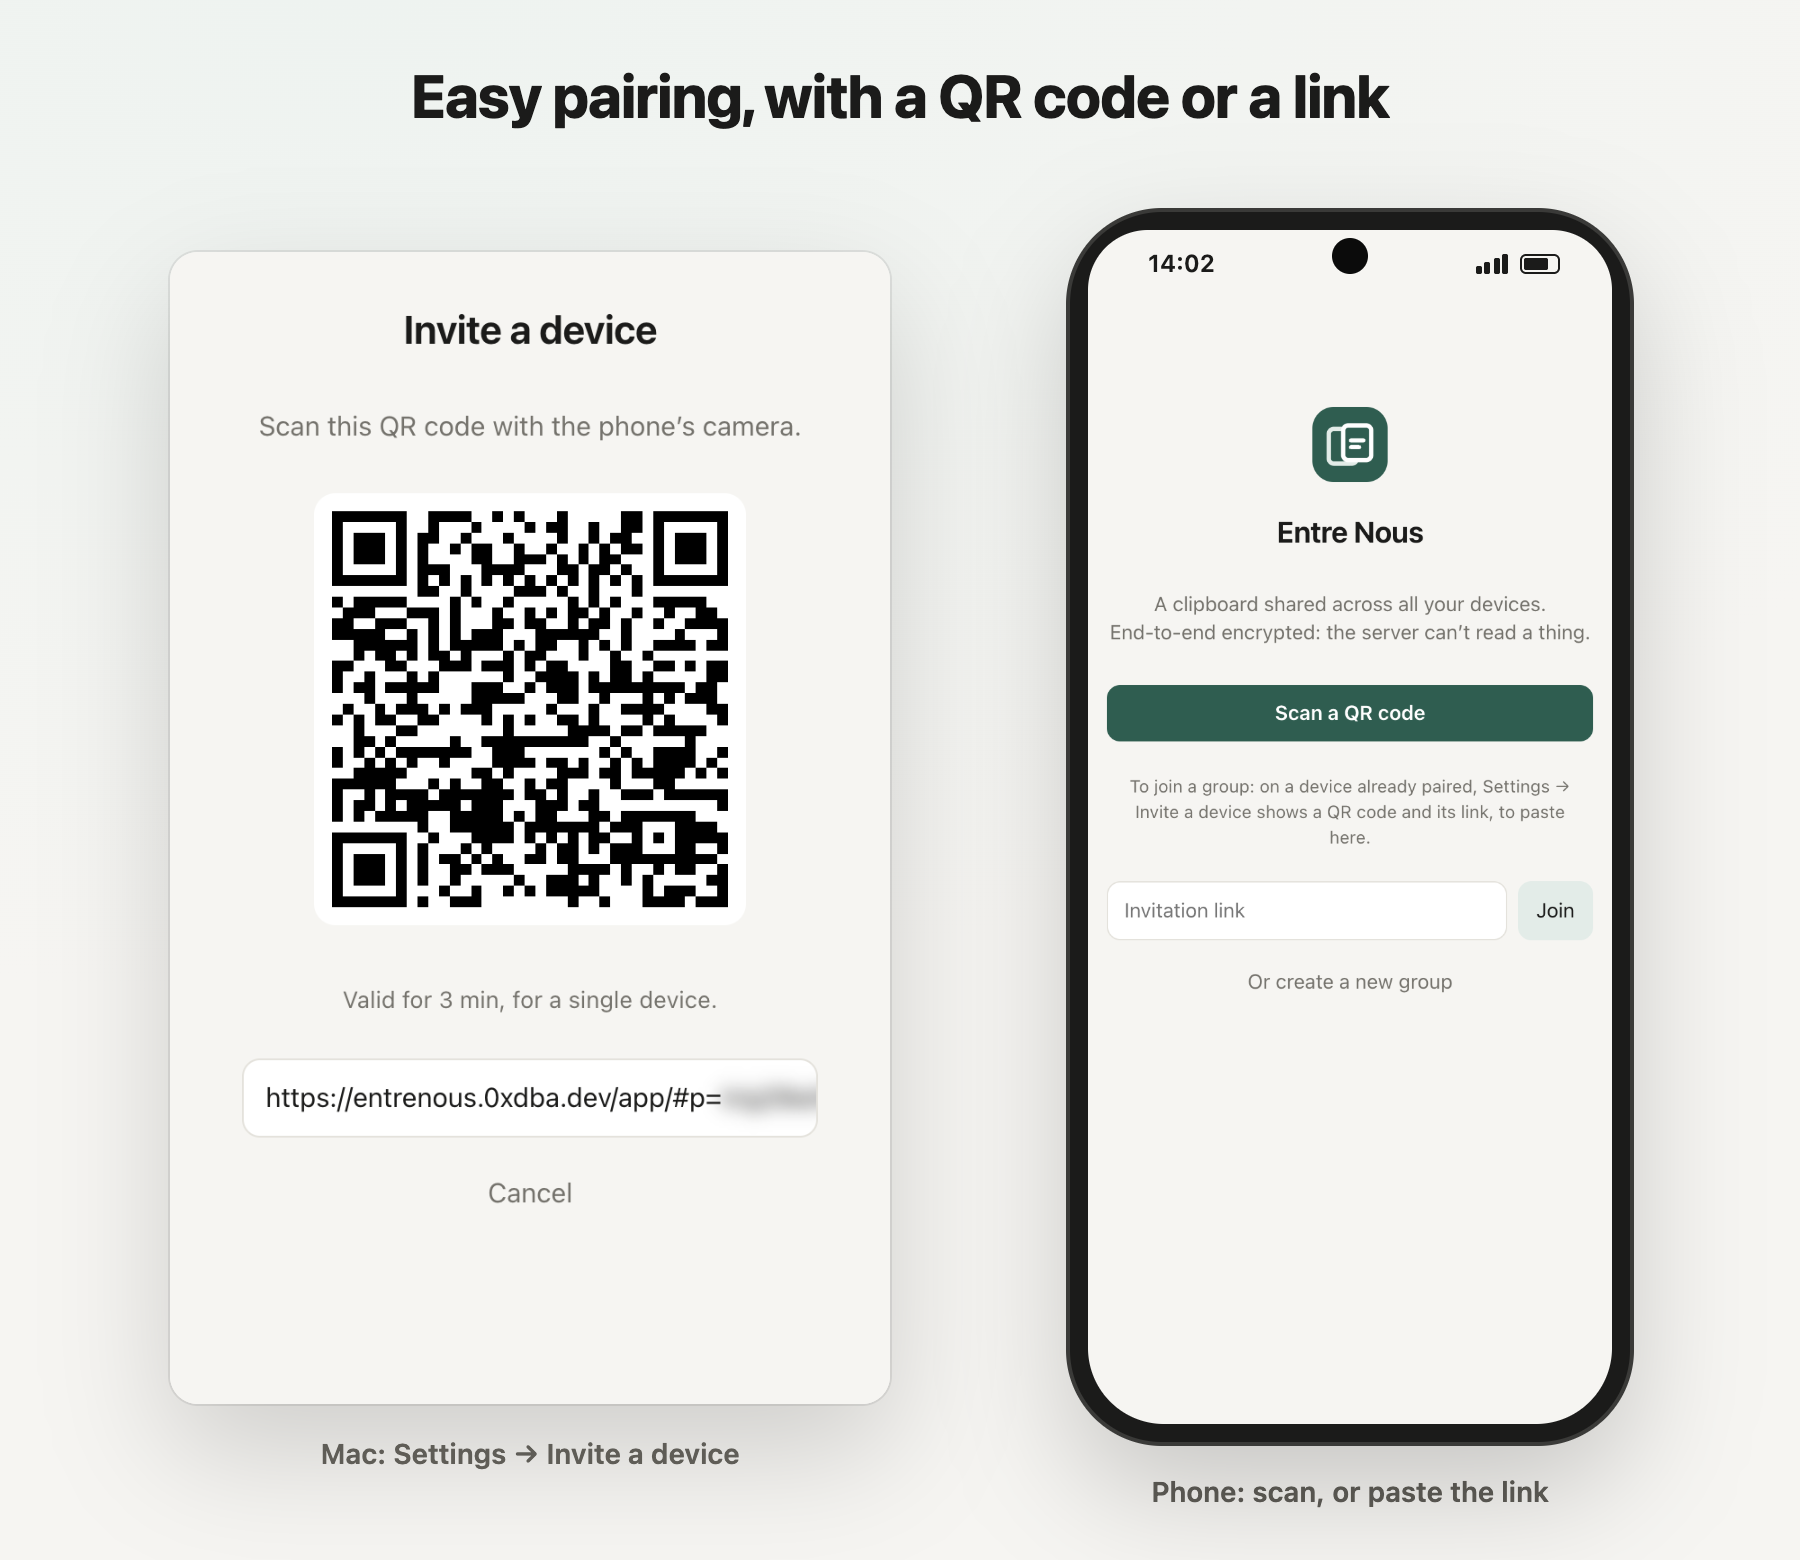 Easy pairing, with a QR code or a link
Invite a device
Scan this QR code with the phone’s camera.
Valid for 3 min, for a single device.
https://entrenous.0xdba.dev/app/#p=
Cancel
Mac: Settings → Invite a device
14:02
Entre Nous
A clipboard shared across all your devices.
End-to-end encrypted: the server can’t read a thing.
Scan a QR code
To join a group: on a device already paired, Settings →
Invite a device shows a QR code and its link, to paste
here.
Invitation link
Join
Or create a new group
Phone: scan, or paste the link